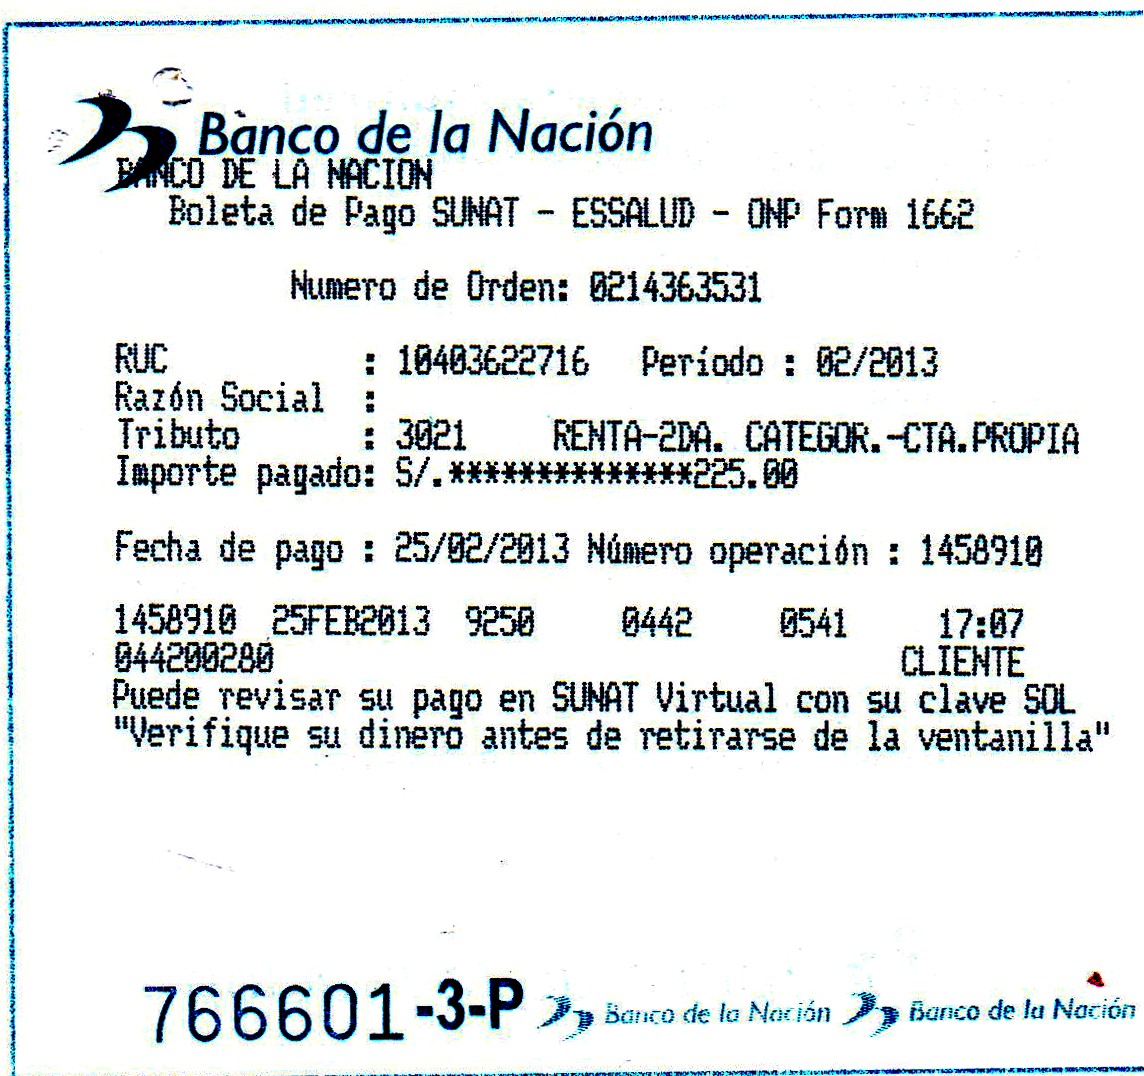 Banco de la Nación
BANCO DE LA NACION
Boleta de Pago SUNAT - ESSALUD - ONP Form 1662
Numero de Orden: 0214363531
RUC : 10403622716 Período : 02/2013
Razón Social :
Tributo : 3021 RENTA-2DA. CATEGOR.-CTA.PROPIA
Importe pagado: S/.**************225.00
Fecha de pago : 25/02/2013 Número operación : 1458910
1458910 25FEB2013 9250 0442 0541 17:07
044200280 CLIENTE
Puede revisar su pago en SUNAT Virtual con su clave SOL
"Verifique su dinero antes de retirarse de la ventanilla"
766601-3-P Banco de la Nación Banco de la Nación